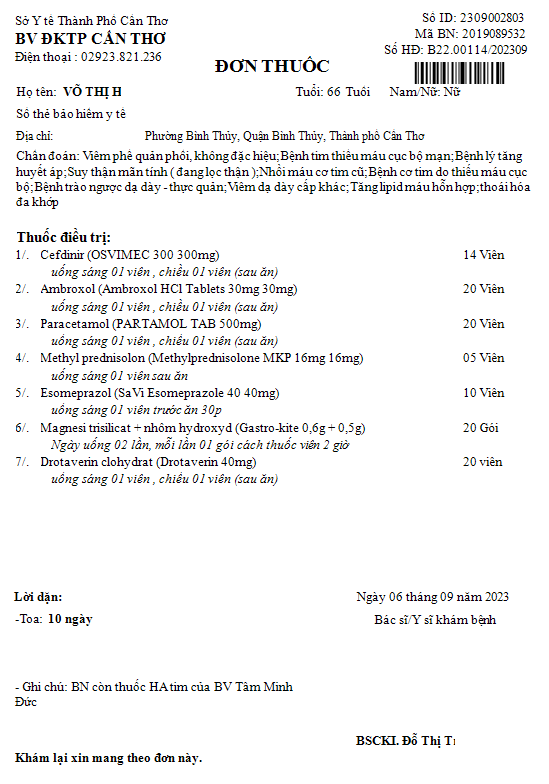 Sở Y tế Thành Phố Cần Thơ
Số ID: 2309002803
BV ĐKTP CẦN THƠ
Mã BN: 2019089532
Điện thoại : 02923.821.236
Số HĐ: B22.00114/202309
ĐƠN THUỐC
Họ tên: VÕ THỊ H
Tuổi: 66 Tuổi
Nam/Nữ: Nữ
Số thẻ bảo hiểm y tế
Địa chỉ: Phường Bình Thủy, Quận Bình Thủy, Thành phố Cần Thơ
Chẩn đoán: Viêm phế quản phổi, không đặc hiệu;Bệnh tim thiếu máu cục bộ mạn;Bệnh lý tăng
huyết áp;Suy thận mãn tính ( đang lọc thận );Nhồi máu cơ tim cũ;Bệnh cơ tim do thiếu máu cục
bộ;Bệnh trào ngược dạ dày - thực quản;Viêm dạ dày cấp khác;Tăng lipid máu hỗn hợp;thoái hóa
đa khớp
Thuốc điều trị:
1/. Cefdinir (OSVIMEC 300 300mg) 14 Viên
uống sáng 01 viên , chiều 01 viên (sau ăn)
2/. Ambroxol (Ambroxol HCl Tablets 30mg 30mg) 20 Viên
uống sáng 01 viên , chiều 01 viên (sau ăn)
3/. Paracetamol (PARTAMOL TAB 500mg) 20 Viên
uống sáng 01 viên , chiều 01 viên (sau ăn)
4/. Methyl prednisolon (Methylprednisolone MKP 16mg 16mg) 05 Viên
uống sáng 01 viên sau ăn
5/. Esomeprazol (SaVi Esomeprazole 40 40mg) 10 Viên
uống sáng 01 viên trước ăn 30p
6/. Magnesi trisilicat + nhôm hydroxyd (Gastro-kite 0,6g + 0,5g) 20 Gói
Ngày uống 02 lần, mỗi lần 01 gói cách thuốc viên 2 giờ
7/. Drotaverin clohydrat (Drotaverin 40mg) 20 viên
uống sáng 01 viên , chiều 01 viên (sau ăn)
Lời dặn:
Ngày 06 tháng 09 năm 2023
-Toa: 10 ngày
Bác sĩ/Y sĩ khám bệnh
- Ghi chú: BN còn thuốc HA tim của BV Tâm Minh
Đức
BSCKI. Đỗ Thị T
Khám lại xin mang theo đơn này.